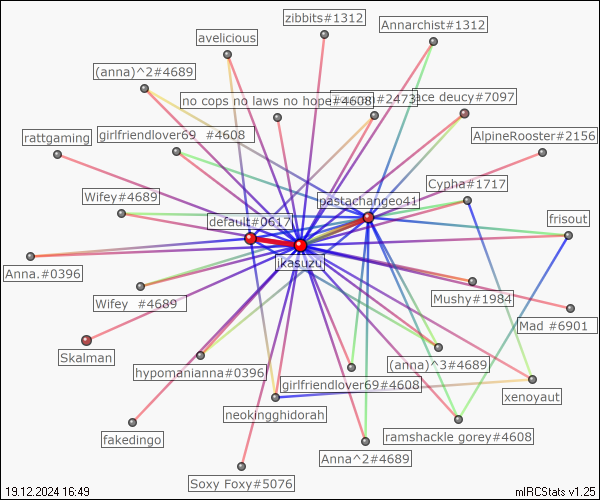 zibbits#1312
Annarchist#1312
avelicious
(anna)^2#4689
no cops no laws no hope#4608
#2473
ace deucy#7097
rattgaming
girlfriendlover69 #4608
AlpineRooster#2156
Wifey#4689
pastachangeo41
Cypha#1717
default#0617
frisout
jkasuzu
Anna.#0396
Wifey #4689
Mushy#1984
Mad #6901
Skalman
hypomanianna#0396
girlfriendlover69#4608
(anna)^3#4689
neokingghidorah
xenoyaut
fakedingo
Anna^2#4689
ramshackle gorey#4608
Soxy Foxy#5076
19.12.2024 16:49
mIRCStats v1.25